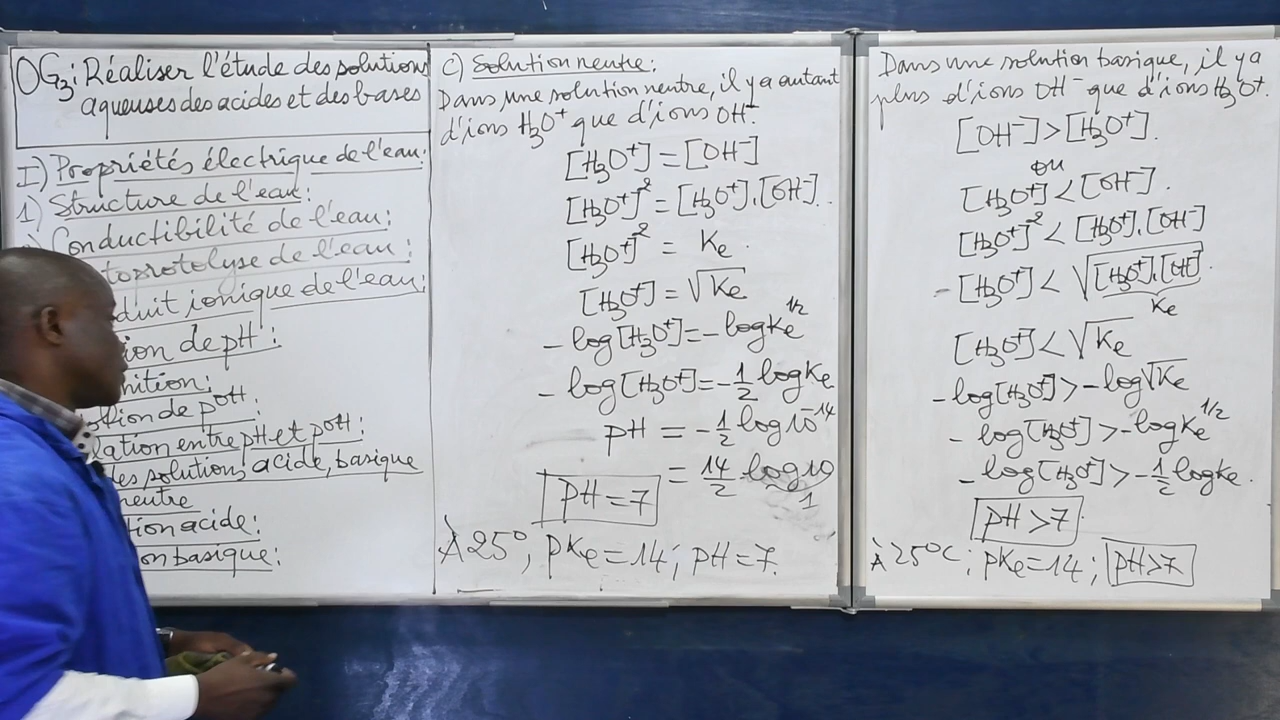 OG3: Réaliser l'étude des solutions
aqueuses des acides et des bases
I) Propriétés électrique de l'eau:
1) Structure de l'eau:
Conductibilité de l'eau:
toprotolyse de l'eau:
duit ionique de l'eau:
ion de pH:
nition:
otion de pOH:
lation entre pH et pOH:
des solution, acide, basique
neutre
tion acide:
on basique:
c) Solution neutre:
Dans une solution neutre, il y a autant
d'ions H₃O⁺ que d'ions OH⁻.
[H₃O⁺] = [OH⁻]
[H₃O⁺]² = [H₃O⁺].[OH⁻].
[H₃O⁺]² = Ke.
[H₃O⁺] = √Ke
- log[H₃O⁺] = - log Ke^1/2
- log[H₃O⁺] = - 1/2 log Ke
pH = - 1/2 log 10⁻¹⁴
= 14/2 log 10
1
pH = 7
À 25°, pKe = 14; pH = 7.
Dans une solution basique, il y a
plus d'ions OH⁻ que d'ions H₃O⁺.
[OH⁻] > [H₃O⁺].
ou
[H₃O⁺] < [OH⁻].
[H₃O⁺]² < [H₃O⁺].[OH⁻]
[H₃O⁺] < √[H₃O⁺].[OH⁻].
Ke
[H₃O⁺] < √Ke
- log[H₃O⁺] > - log √Ke
- log[H₃O⁺] > - log Ke^1/2
- log[H₃O⁺] > - 1/2 log Ke.
pH > 7
À 25°C; pKe = 14; pH > 7